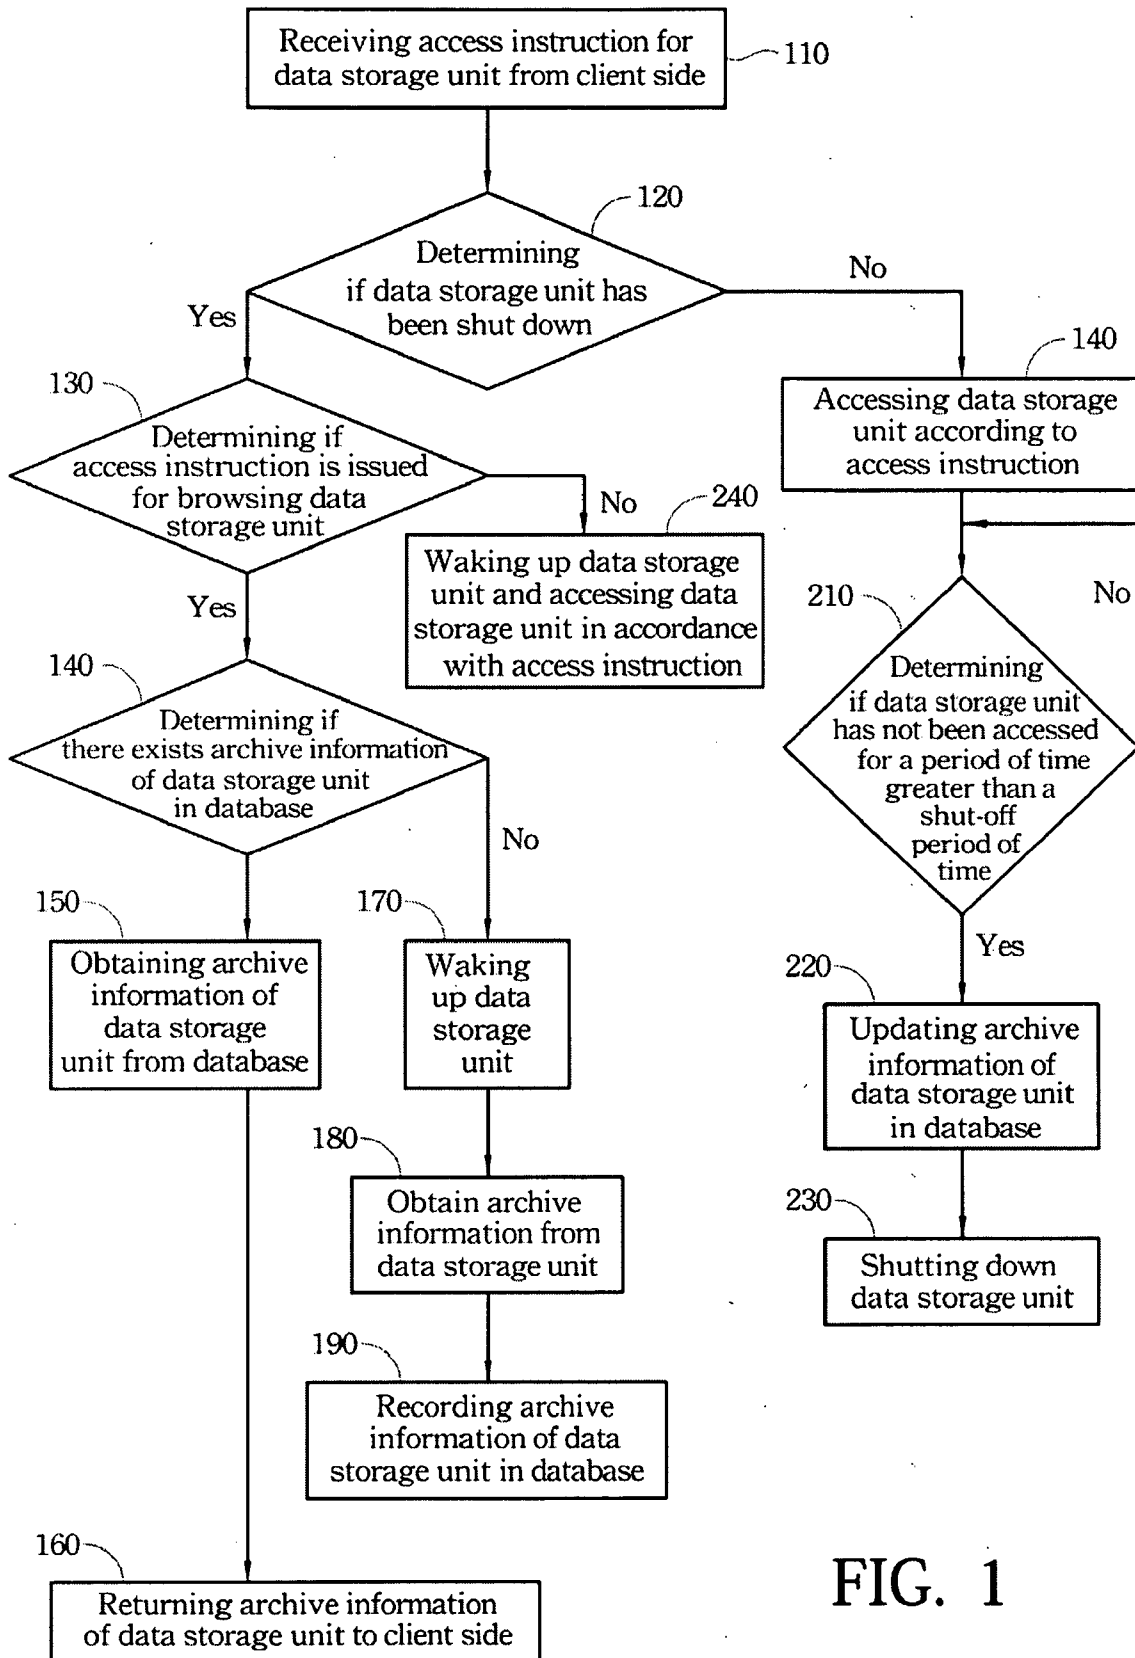 Receiving access instruction for
data storage unit from client side
110
120
Determining
if data storage unit has
been shut down
Yes
No
130
Determining if
access instruction is issued
for browsing data
storage unit
No
Yes
140
Accessing data storage
unit according to
access instruction
240
Waking up data storage
unit and accessing data
storage unit in accordance
with access instruction
210
No
Determining
if data storage unit
has not been accessed
for a period of time
greater than a
shut-off
period of
time
140
Determining if
there exists archive information
of data storage unit
in database
No
Yes
150
Obtaining archive
information of
data storage
unit from database
170
Waking
up data
storage
unit
220
Updating archive
information of
data storage unit
in database
180
Obtain archive
information from
data storage unit
230
Shutting down
data storage unit
190
Recording archive
information of data
storage unit in database
160
Returning archive information
of data storage unit to client side
FIG. 1